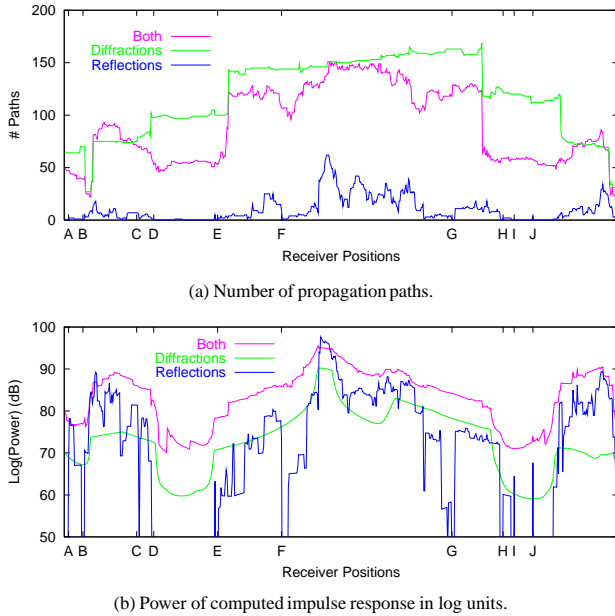 200
150
100
50
0
# Paths
Both
Diffractions
Reflections
A B C D E F G H I J
Receiver Positions
(a) Number of propagation paths.
100
90
80
70
60
50
Log(Power) (dB)
Both
Diffractions
Reflections
A B C D E F G H I J
Receiver Positions
(b) Power of computed impulse response in log units.